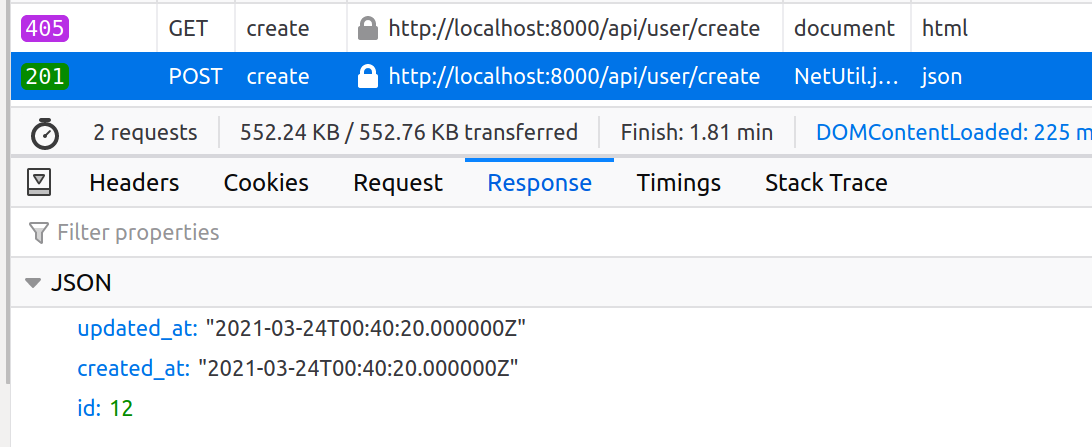 405 GET create http://localhost:8000/api/user/create document html
201 POST create http://localhost:8000/api/user/create NetUtil.j... json
2 requests 552.24 KB / 552.76 KB transferred Finish: 1.81 min DOMContentLoaded: 225 m
Headers Cookies Request Response Timings Stack Trace
Filter properties
JSON
updated_at: "2021-03-24T00:40:20.000000Z"
created_at: "2021-03-24T00:40:20.000000Z"
id: 12